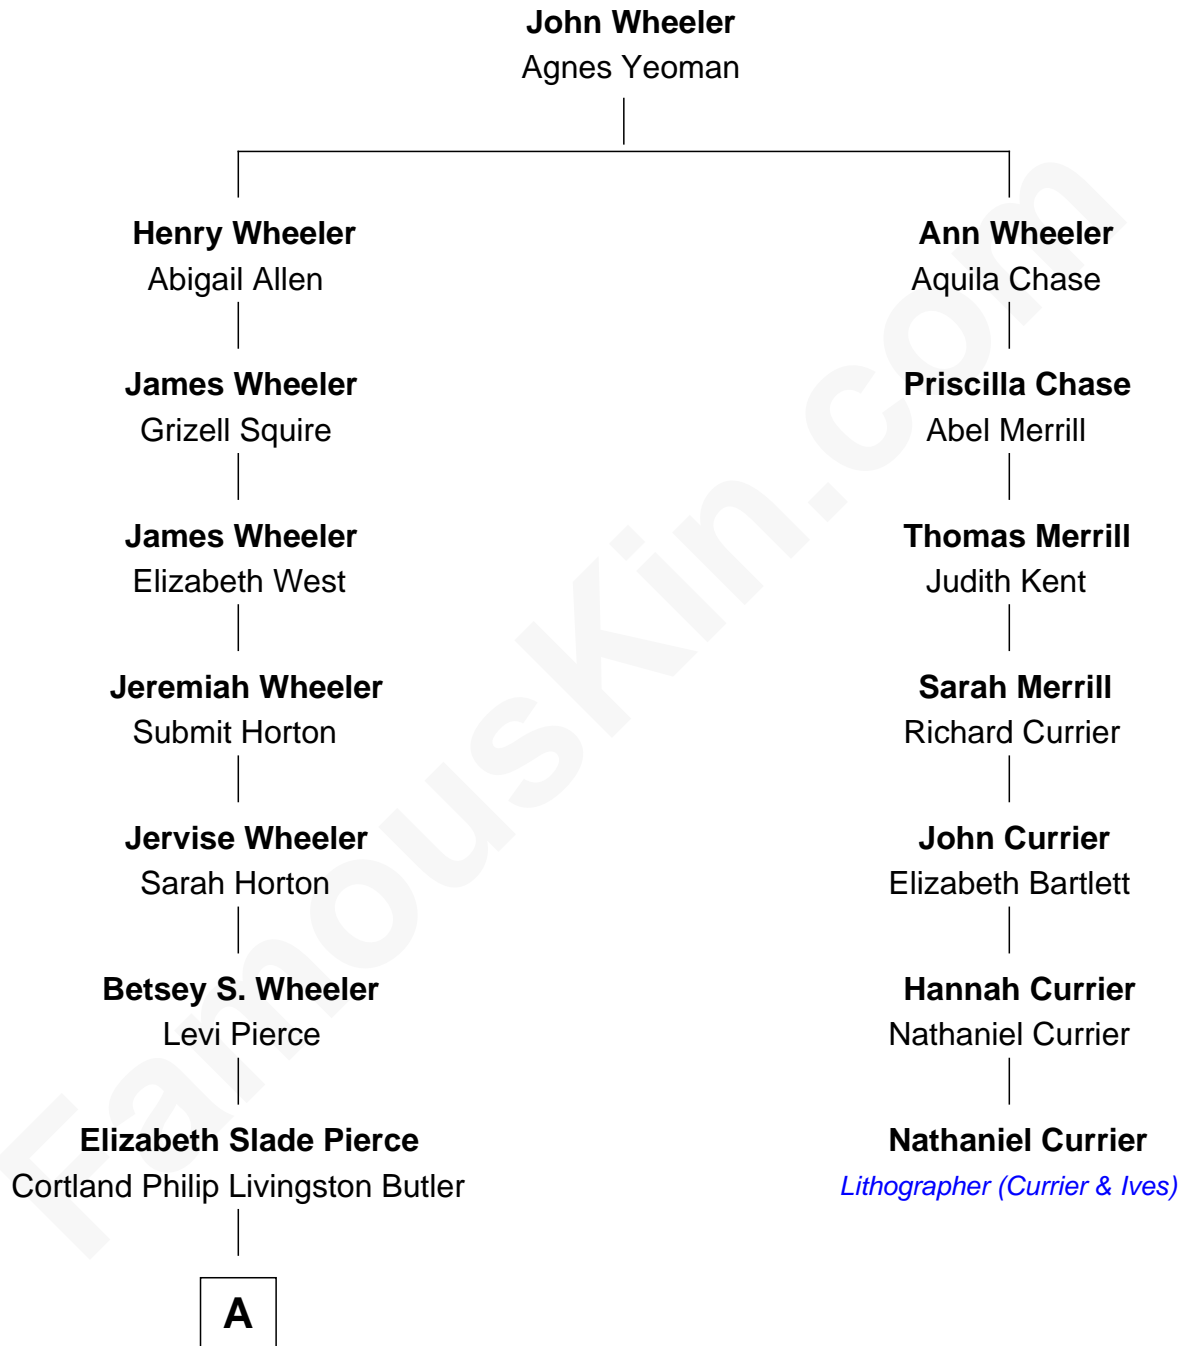 John Wheeler
Agnes Yeoman
Henry Wheeler
Abigail Allen
James Wheeler
Grizell Squire
James Wheeler
Elizabeth West
Jeremiah Wheeler
Submit Horton
Jervise Wheeler
Sarah Horton
Betsey S. Wheeler
Levi Pierce
Elizabeth Slade Pierce
Cortland Philip Livingston Butler
A
Ann Wheeler
Aquila Chase
Priscilla Chase
Abel Merrill
Thomas Merrill
Judith Kent
Sarah Merrill
Richard Currier
John Currier
Elizabeth Bartlett
Hannah Currier
Nathaniel Currier
Nathaniel Currier
Lithographer (Currier & Ives)
FamousKin.com